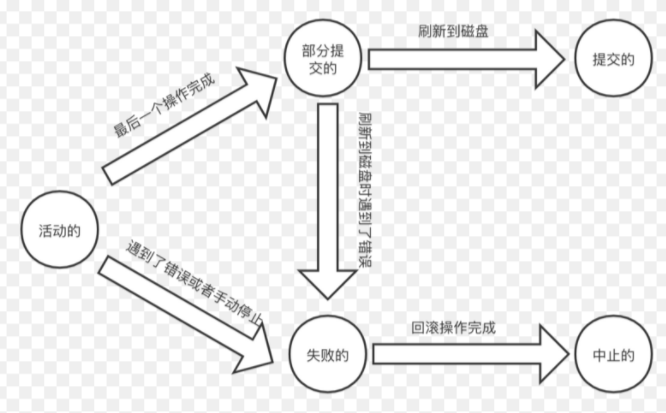 刷新到磁盘
部分提
交的
提交的
最后一个操作完成
刷新到磁盘时遇到了错误
活动的
遇到了错误或者手动停止
回滚操作完成
失败的
中止的